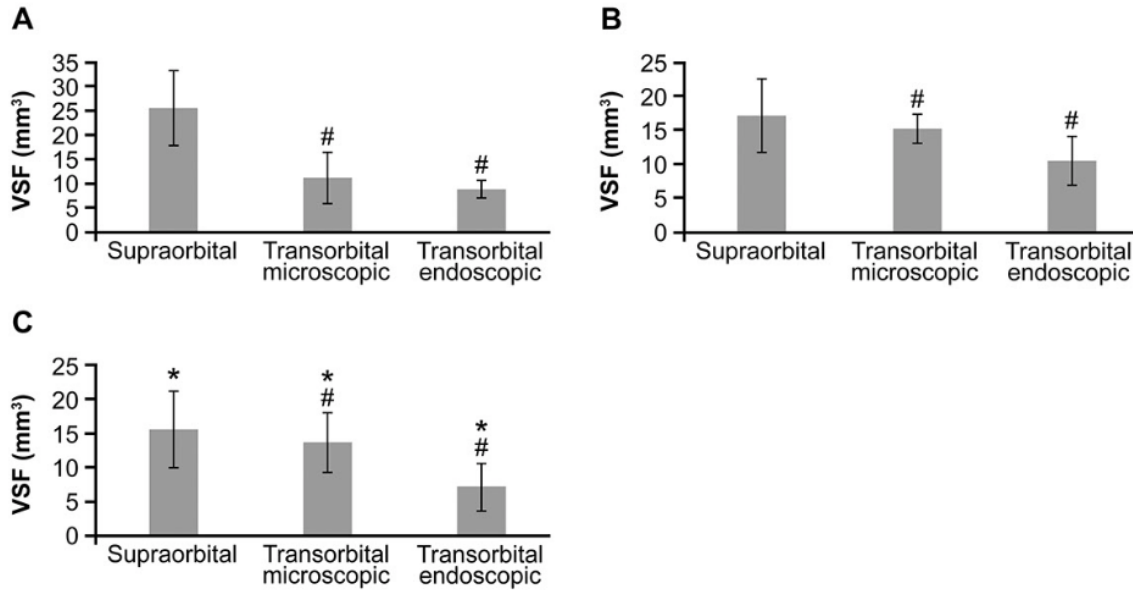 A
VSF (mm³)
35
30
25
20
15
10
5
0
#
#
Supraorbital
Transorbital
microscopic
Transorbital
endoscopic
B
VSF (mm³)
25
20
15
10
5
0
#
#
Supraorbital
Transorbital
microscopic
Transorbital
endoscopic
C
VSF (mm³)
25
20
15
10
5
0
*
*
#
*
#
Supraorbital
Transorbital
microscopic
Transorbital
endoscopic